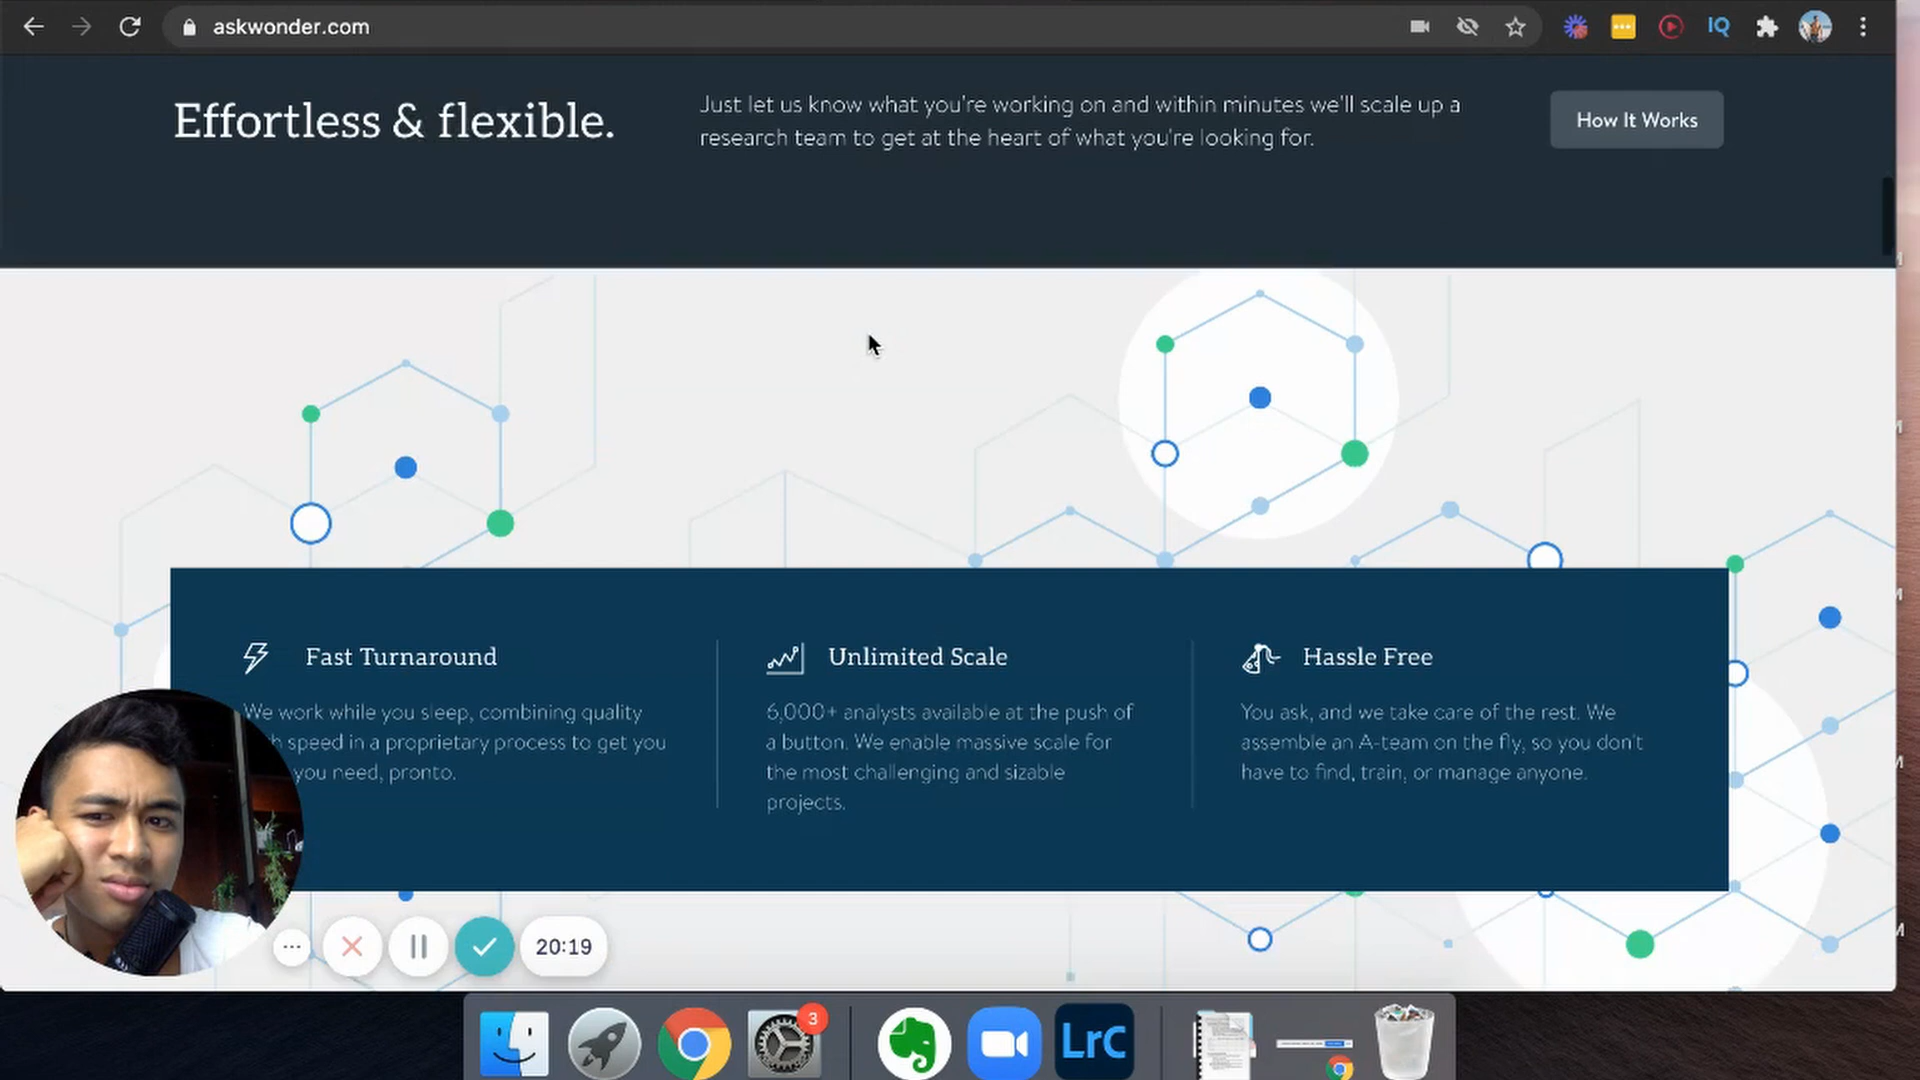 askwonder.com
IQ
Effortless & flexible.
Just let us know what you're working on and within minutes we'll scale up a
research team to get at the heart of what you're looking for.
How It Works
Fast Turnaround
We work while you sleep, combining quality
speed in a proprietary process to get you
you need, pronto.
Unlimited Scale
6,000+ analysts available at the push of
a button. We enable massive scale for
the most challenging and sizable
projects.
Hassle Free
You ask, and we take care of the rest. We
assemble an A-team on the fly, so you don't
have to find, train, or manage anyone.
20:19
3
LrC